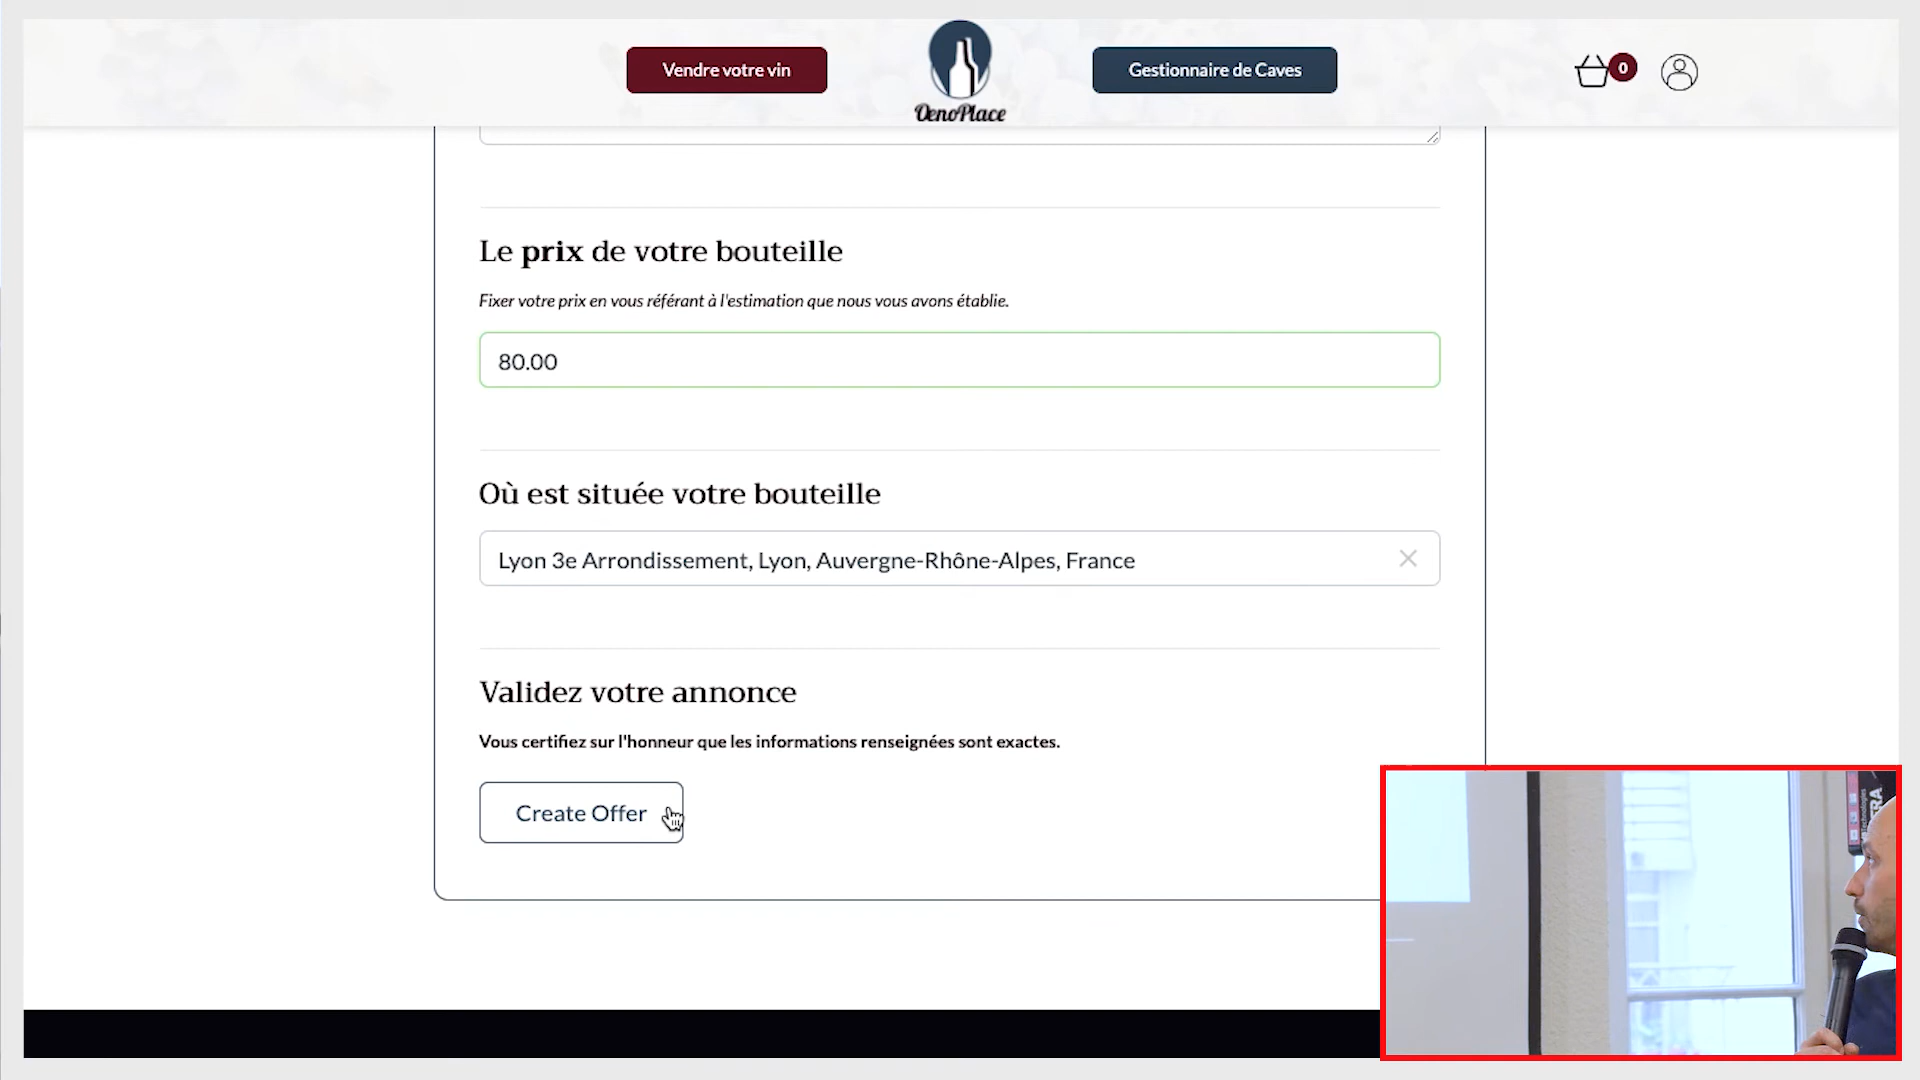 Vendre votre vin
OenoPlace
Gestionnaire de Caves
0
Le prix de votre bouteille
Fixer votre prix en vous référant à l'estimation que nous vous avons établie.
80.00
Où est située votre bouteille
Lyon 3e Arrondissement, Lyon, Auvergne-Rhône-Alpes, France
Validez votre annonce
Vous certifiez sur l'honneur que les informations renseignées sont exactes.
Create Offer